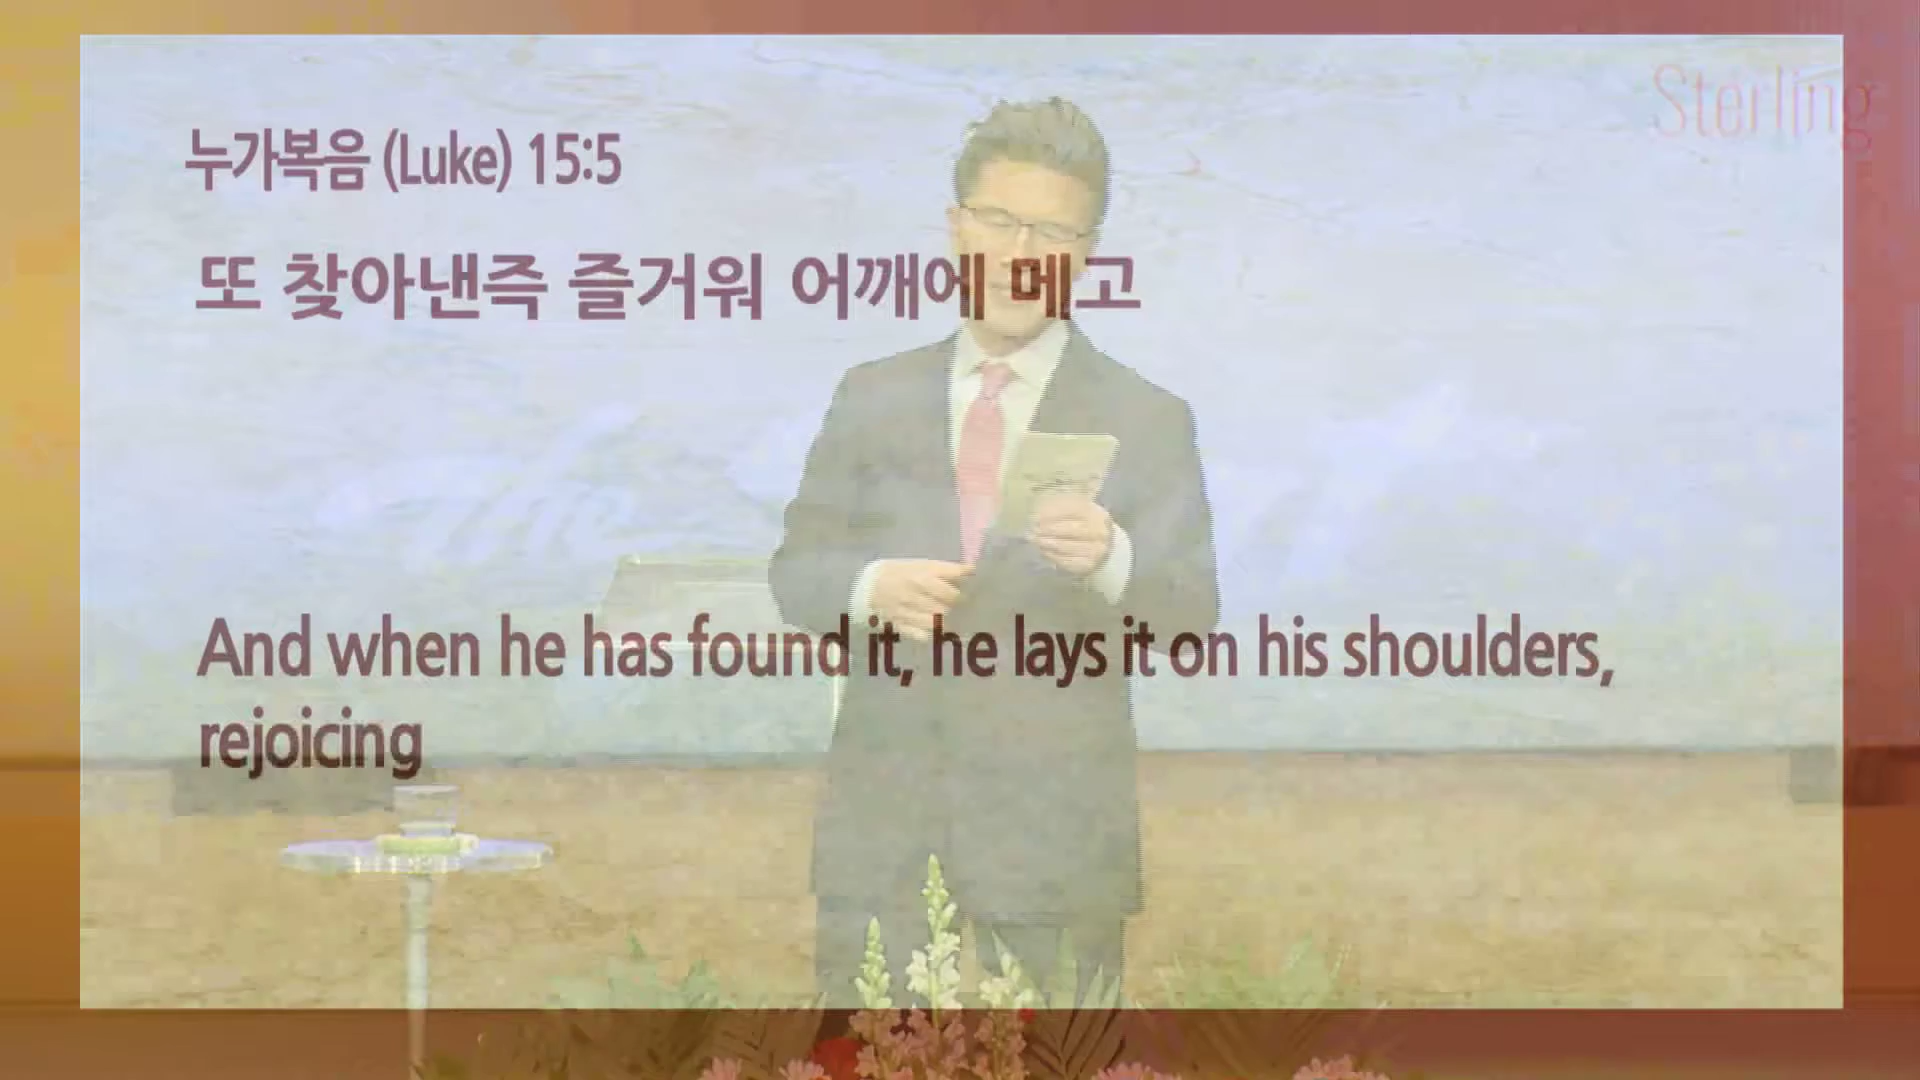 Sterling
누가복음 (Luke) 15:5
또 찾아낸즉 즐거워 어깨에 메고
And when he has found it, he lays it on his shoulders,
rejoicing